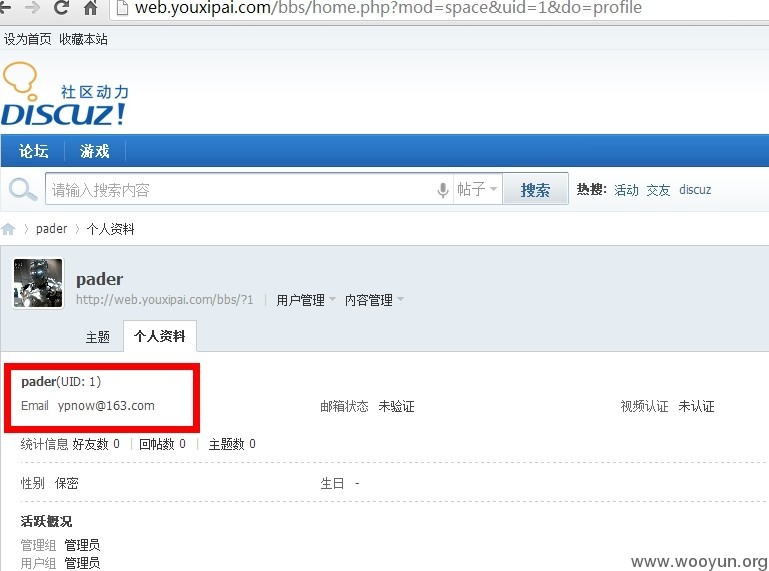 web.youxipai.com/bbs/home.php?mod=space&uid=1&do=profile
设为首页 收藏本站
社区动力
DISCUZ!
论坛 游戏
请输入搜索内容 帖子 搜索 热搜: 活动 交友 discuz
pader 个人资料
pader
http://web.youxipai.com/bbs/?1 用户管理 内容管理
主题 个人资料
pader(UID: 1)
Email ypnow@163.com 邮箱状态 未验证 视频认证 未认证
统计信息 好友数 0 | 回帖数 0 | 主题数 0
性别 保密 生日 -
活跃概况
管理组 管理员
用户组 管理员
www.wooyun.org